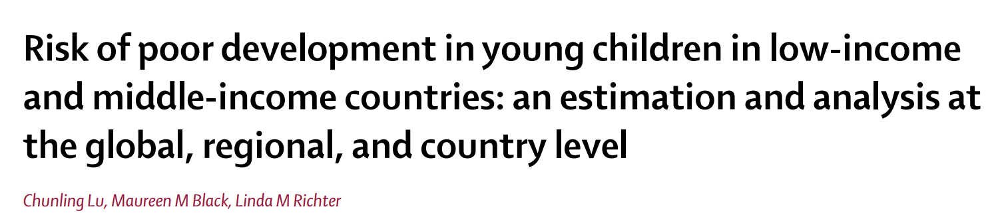 Risk of poor development in young children in low-income
and middle-income countries: an estimation and analysis at
the global, regional, and country level
Chunling Lu, Maureen M Black, Linda M Richter